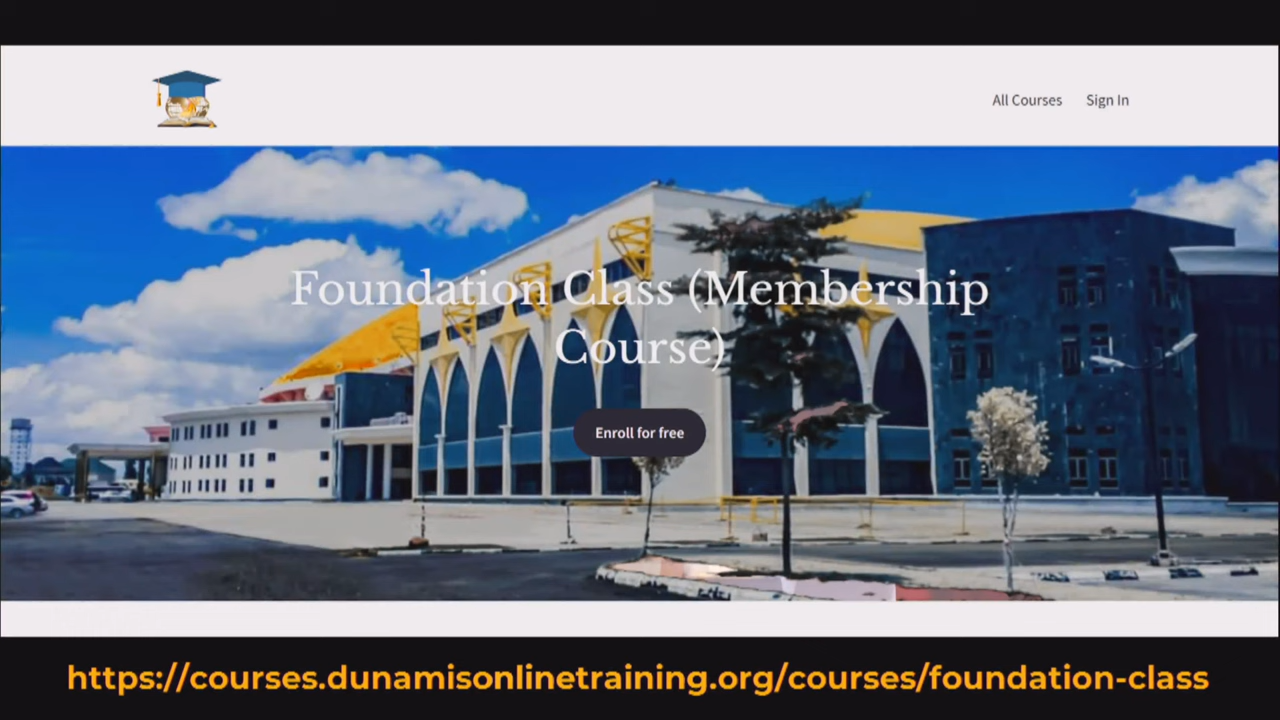 All Courses Sign In
Foundation Class (Membership
Course)
Enroll for free
https://courses.dunamisonlinetraining.org/courses/foundation-class